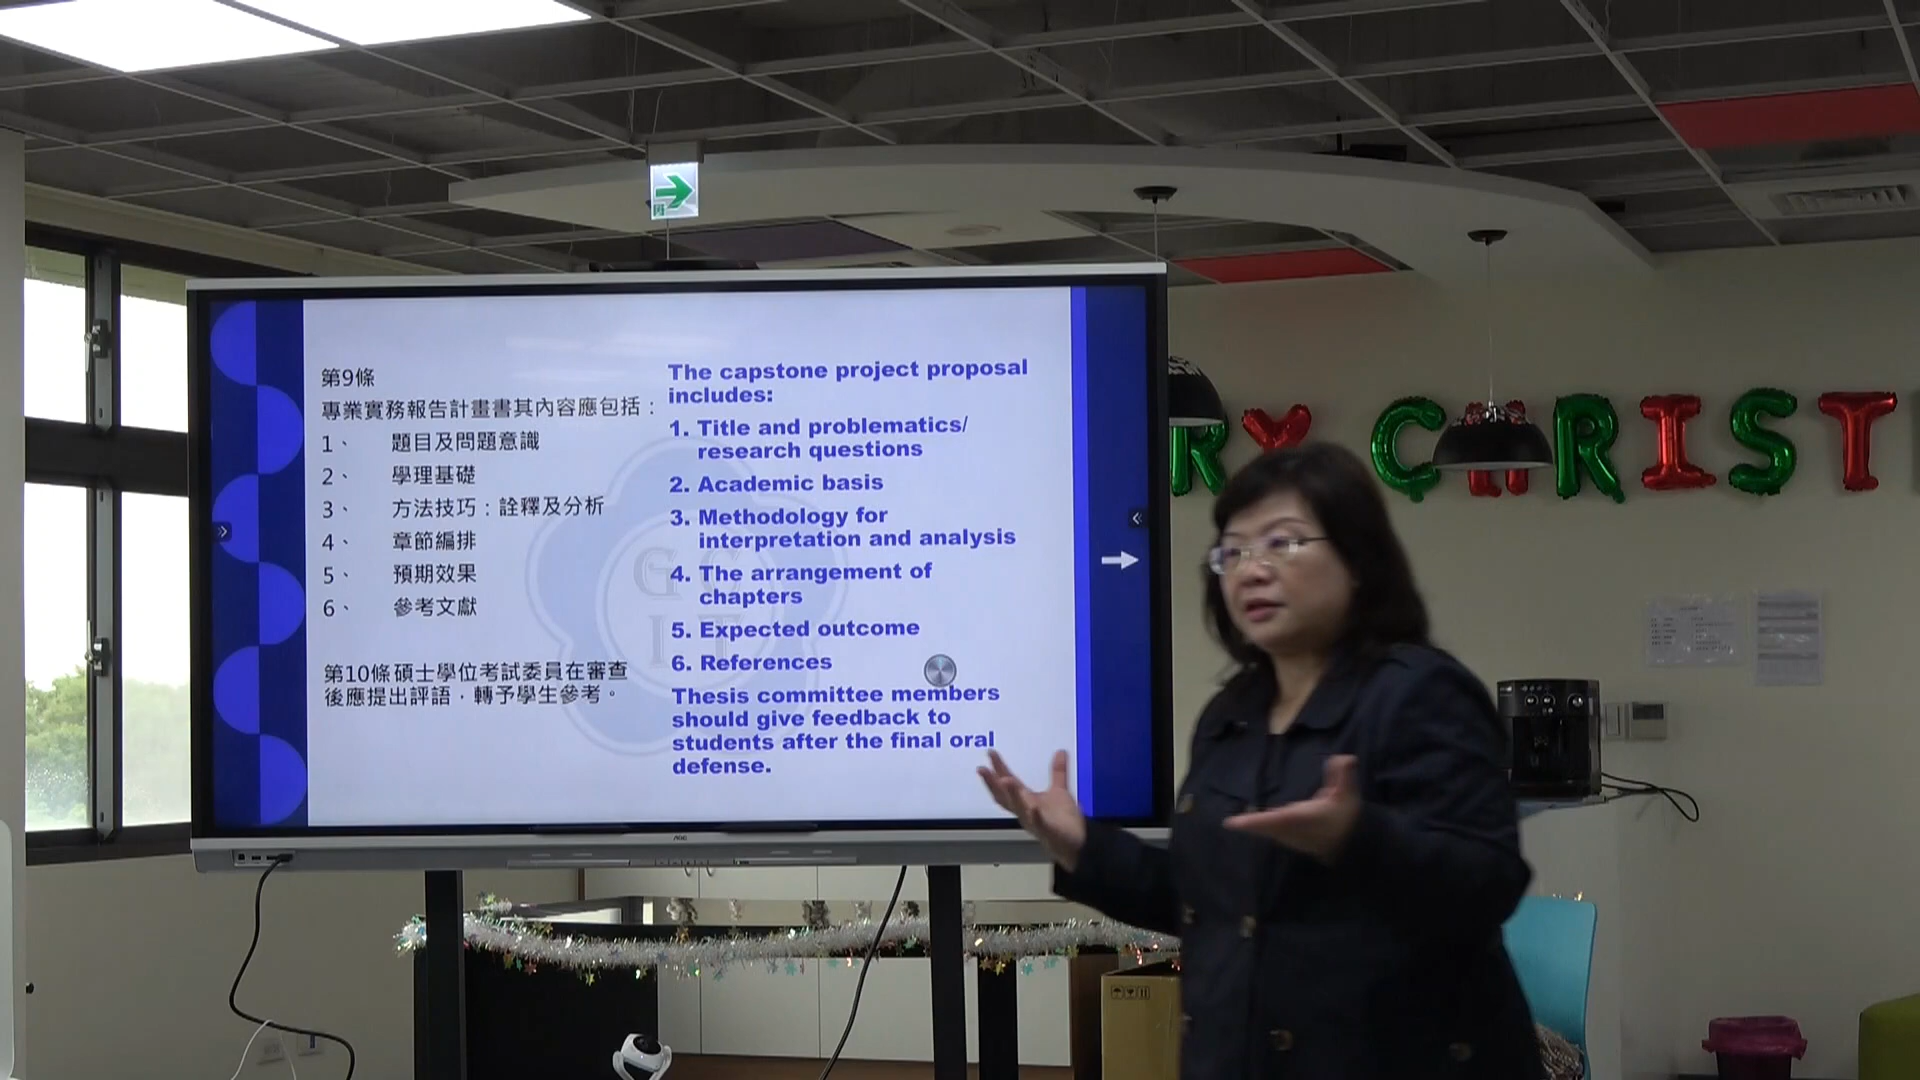 第9條
專業實務報告計畫書其內容應包括：
1、 題目及問題意識
2、 學理基礎
3、 方法技巧：詮釋及分析
4、 章節編排
5、 預期效果
6、 參考文獻
第10條碩士學位考試委員在審查
後應提出評語，轉予學生參考。
The capstone project proposal
includes:
1. Title and problematics/
research questions
2. Academic basis
3. Methodology for
interpretation and analysis
4. The arrangement of
chapters
5. Expected outcome
6. References
Thesis committee members
should give feedback to
students after the final oral
defense.
AOC
RY CHRIST